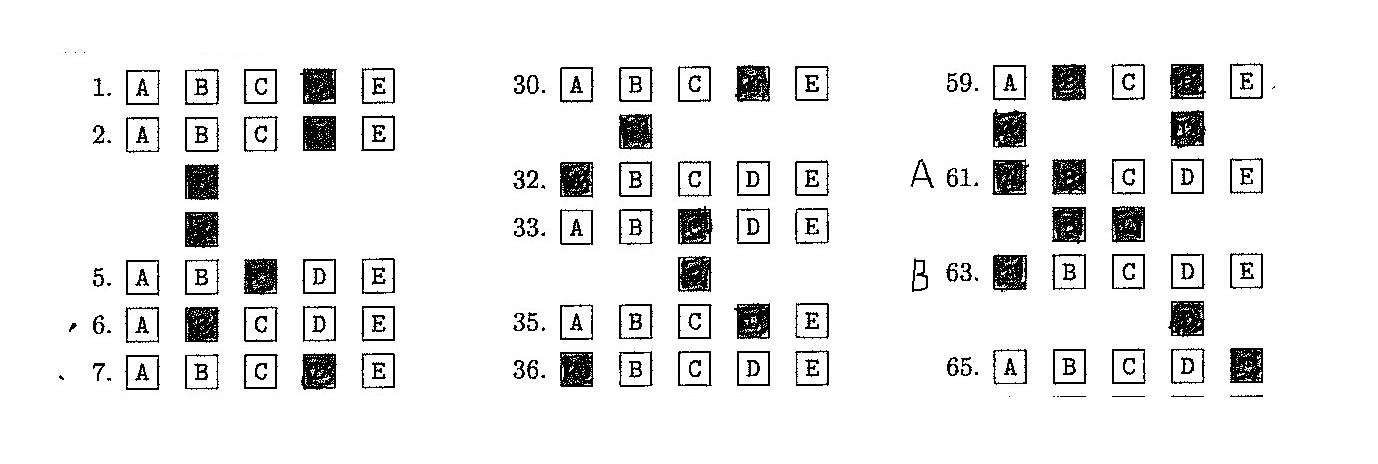 1. A B C E
2. A B C E
5. A B D E
6. A C D E
7. A B C E
30. A B C E
32. B C D E
33. A B D E
35. A B C E
36. B C D E
59. A C E
A 61. B C D E
B 63. B C D E
65. A B C D